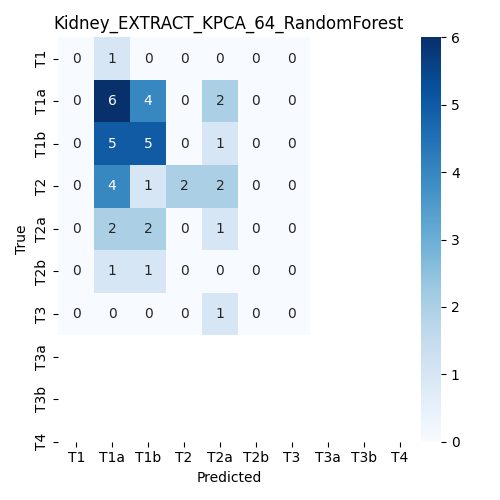 Kidney_EXTRACT_KPCA_64_RandomForest
T1 0 1 0 0 0 0 0
T1a 0 6 4 0 2 0 0
T1b 0 5 5 0 1 0 0
T2 0 4 1 2 2 0 0
T2a 0 2 2 0 1 0 0
T2b 0 1 1 0 0 0 0
T3 0 0 0 0 1 0 0
T3a
T3b
T4
True
T1 T1a T1b T2 T2a T2b T3 T3a T3b T4
Predicted
6
5
4
3
2
1
0